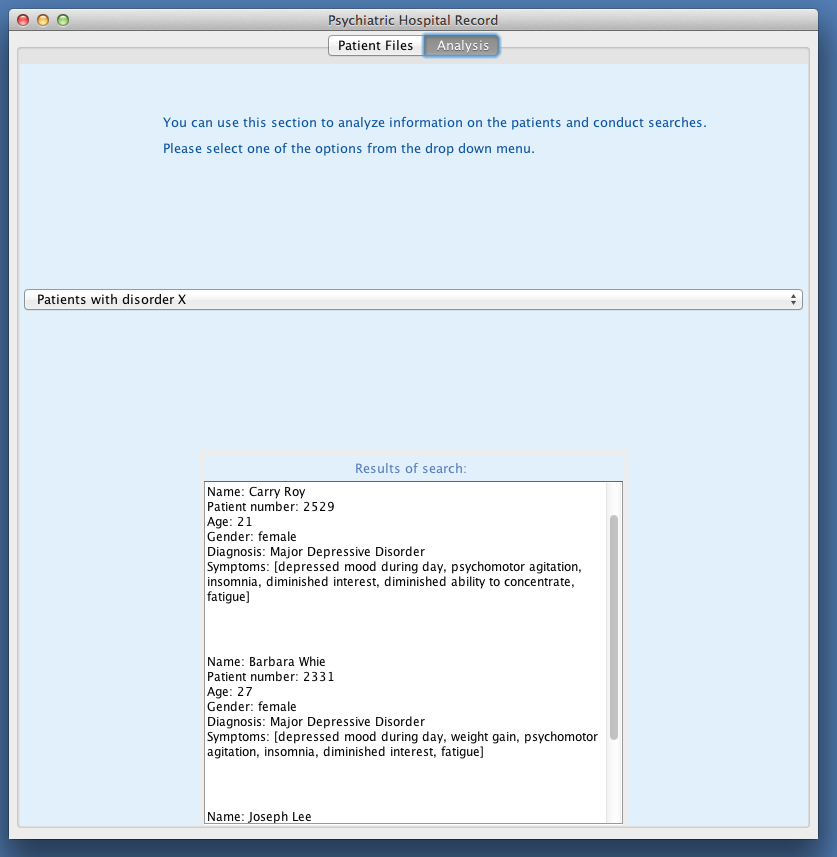 Psychiatric Hospital Record
Patient Files
Analysis
You can use this section to analyze information on the patients and conduct searches.
Please select one of the options from the drop down menu.
Patients with disorder X
Results of search:
Name: Carry Roy
Patient number: 2529
Age: 21
Gender: female
Diagnosis: Major Depressive Disorder
Symptoms: [depressed mood during day, psychomotor agitation,
insomnia, diminished interest, diminished ability to concentrate,
fatigue]
Name: Barbara Whie
Patient number: 2331
Age: 27
Gender: female
Diagnosis: Major Depressive Disorder
Symptoms: [depressed mood during day, weight gain, psychomotor
agitation, insomnia, diminished interest, fatigue]
Name: Joseph Lee